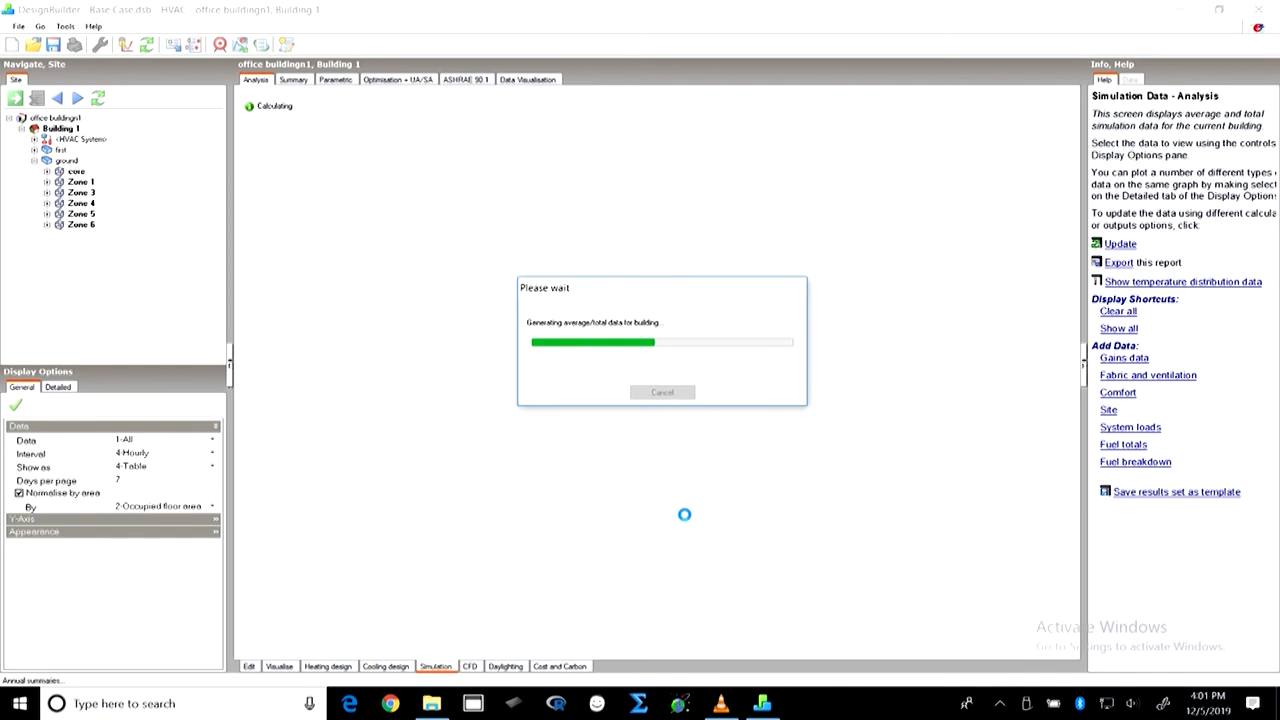 DesignBuilder - Base Case.dsb - HVAC - office buildingn1, Building 1
File Go Tools Help
Navigate, Site
Site
office buildingn1
Building 1
<HVAC System>
first
ground
core
Zone 1
Zone 3
Zone 4
Zone 5
Zone 6
Display Options
General Detailed
Data
Data 1-All
Interval 4-Hourly
Show as 4-Table
Days per page 7
Normalise by area
By 2-Occupied floor area
Y-Axis
Appearance
Annual summaries...
office buildingn1, Building 1
Analysis Summary Parametric Optimisation + UA/SA ASHRAE 90.1 Data Visualisation
Calculating
Please wait
Generating average/total data for building...
Cancel
Edit Visualise Heating design Cooling design Simulation CFD Daylighting Cost and Carbon
Info, Help
Help Data
Simulation Data - Analysis
This screen displays average and total
simulation data for the current building.
Select the data to view using the controls
Display Options pane.
You can plot a number of different types
data on the same graph by making select
on the Detailed tab of the Display Option
To update the data using different calcula
or outputs options, click:
Update
Export this report
Show temperature distribution data
Display Shortcuts:
Clear all
Show all
Add Data:
Gains data
Fabric and ventilation
Comfort
Site
System loads
Fuel totals
Fuel breakdown
Save results set as template
Activate Windows
Go to Settings to activate Windows.
Type here to search
4:01 PM
12/5/2019